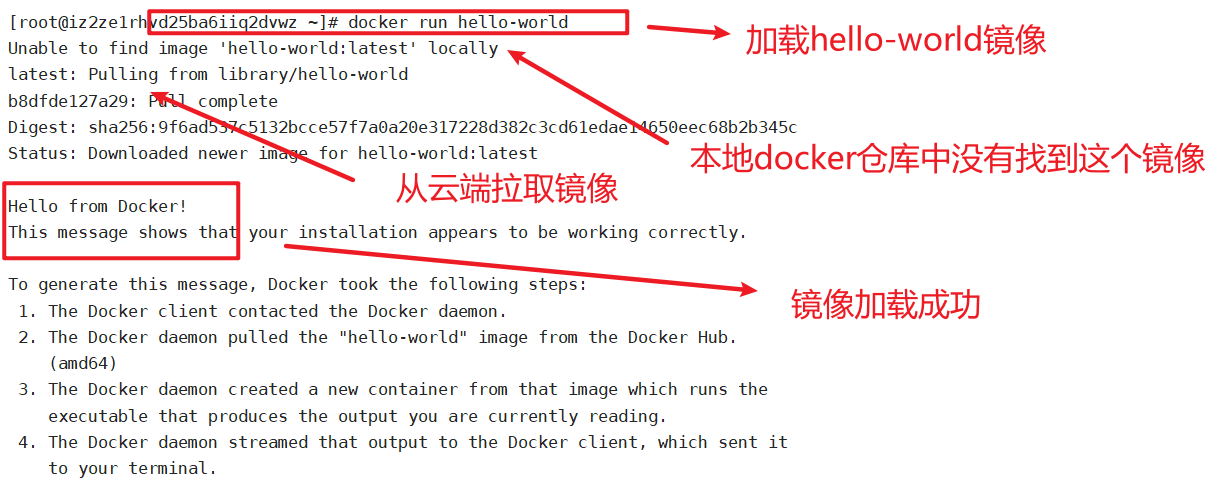 [root@iz2ze1rhvd25ba6iiq2dvwz ~]# docker run hello-world
加载hello-world镜像
Unable to find image 'hello-world:latest' locally
latest: Pulling from library/hello-world
b8dfde127a29: Pull complete
Digest: sha256:9f6ad537c5132bcce57f7a0a20e317228d382c3cd61edae14650eec68b2b345c
Status: Downloaded newer image for hello-world:latest
本地docker仓库中没有找到这个镜像
从云端拉取镜像
Hello from Docker!
This message shows that your installation appears to be working correctly.
镜像加载成功
To generate this message, Docker took the following steps:
1. The Docker client contacted the Docker daemon.
2. The Docker daemon pulled the "hello-world" image from the Docker Hub.
(amd64)
3. The Docker daemon created a new container from that image which runs the
executable that produces the output you are currently reading.
4. The Docker daemon streamed that output to the Docker client, which sent it
to your terminal.